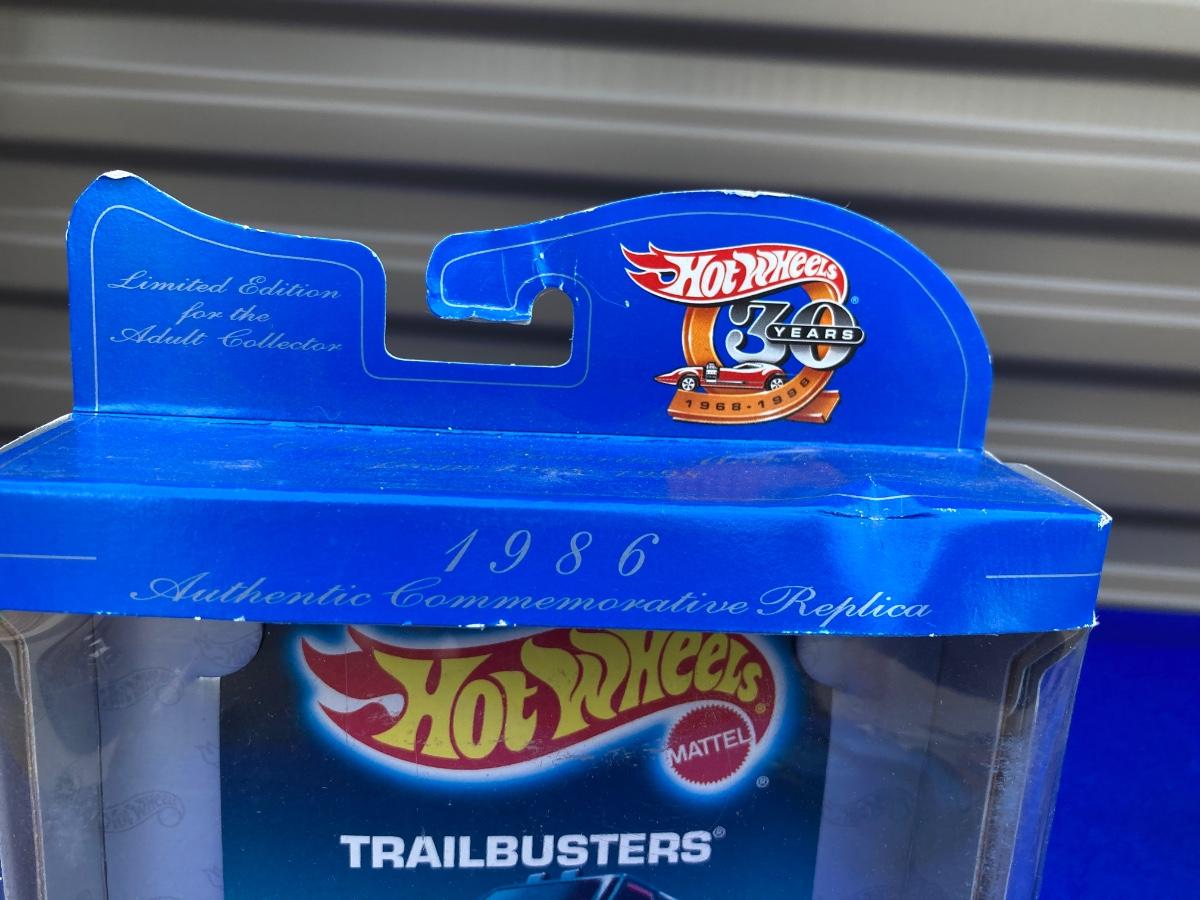 Limited Edition
for the
Adult Collector
HOT WHEELS®
30
YEARS
1968-1998
1986
Authentic Commemorative Replica
HOT WHEELS®
MATTEL
®
TRAILBUSTERS®